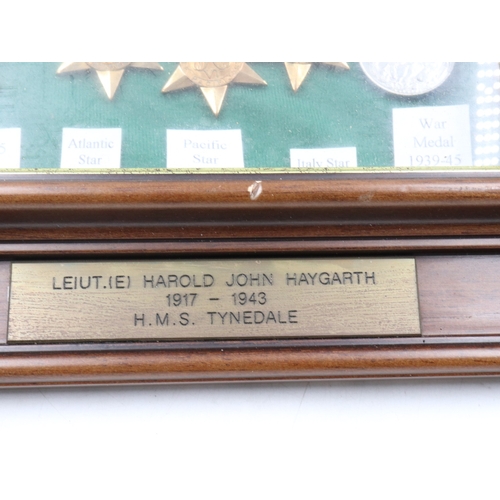 Atlantic
Star
Pacific
Star
Italy Star
War
Medal
1939-45
LEIUT.(E) HAROLD JOHN HAYGARTH
1917 - 1943
H.M.S. TYNEDALE